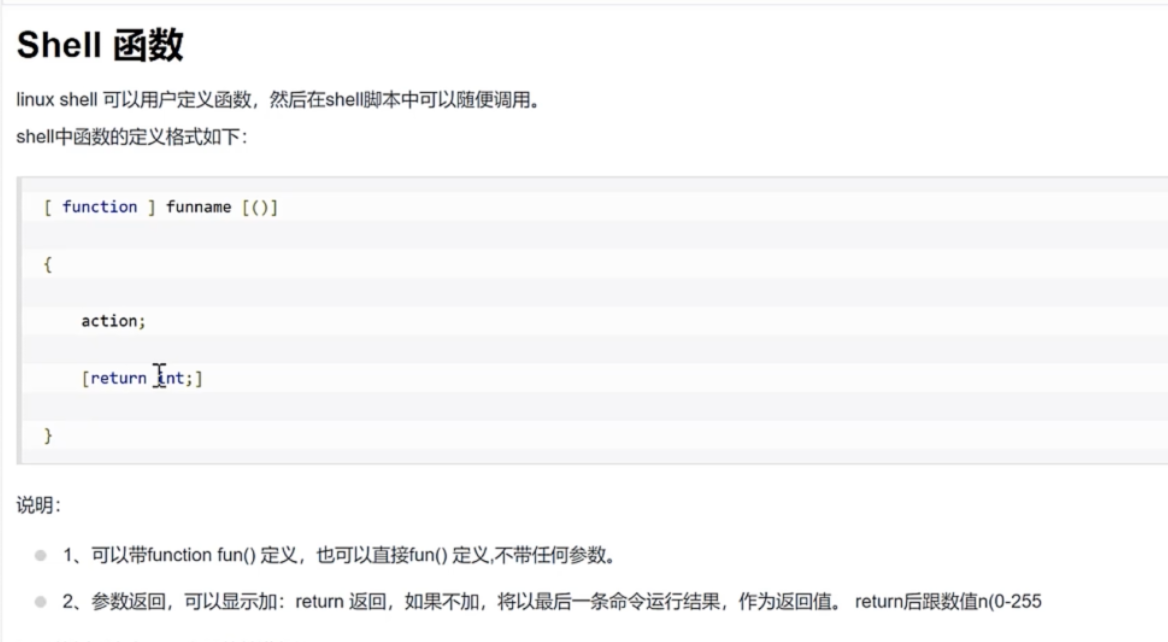 Shell 函数
linux shell 可以用户定义函数，然后在shell脚本中可以随便调用。
shell中函数的定义格式如下：
[ function ] funname [()]
{
action;
[return int;]
}
说明：
1、可以带function fun() 定义，也可以直接fun() 定义,不带任何参数。
2、参数返回，可以显示加：return 返回，如果不加，将以最后一条命令运行结果，作为返回值。 return后跟数值n(0-255